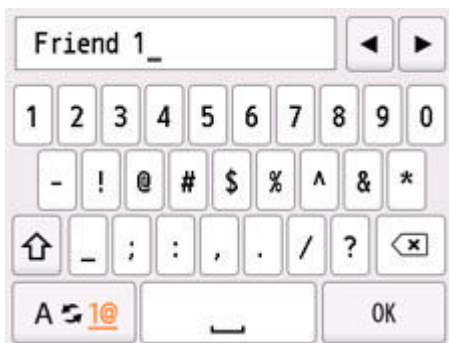 Friend 1_
1 2 3 4 5 6 7 8 9 0
- ! @ # $ % ^ & *
_ ; : , . / ?
A 1@ OK